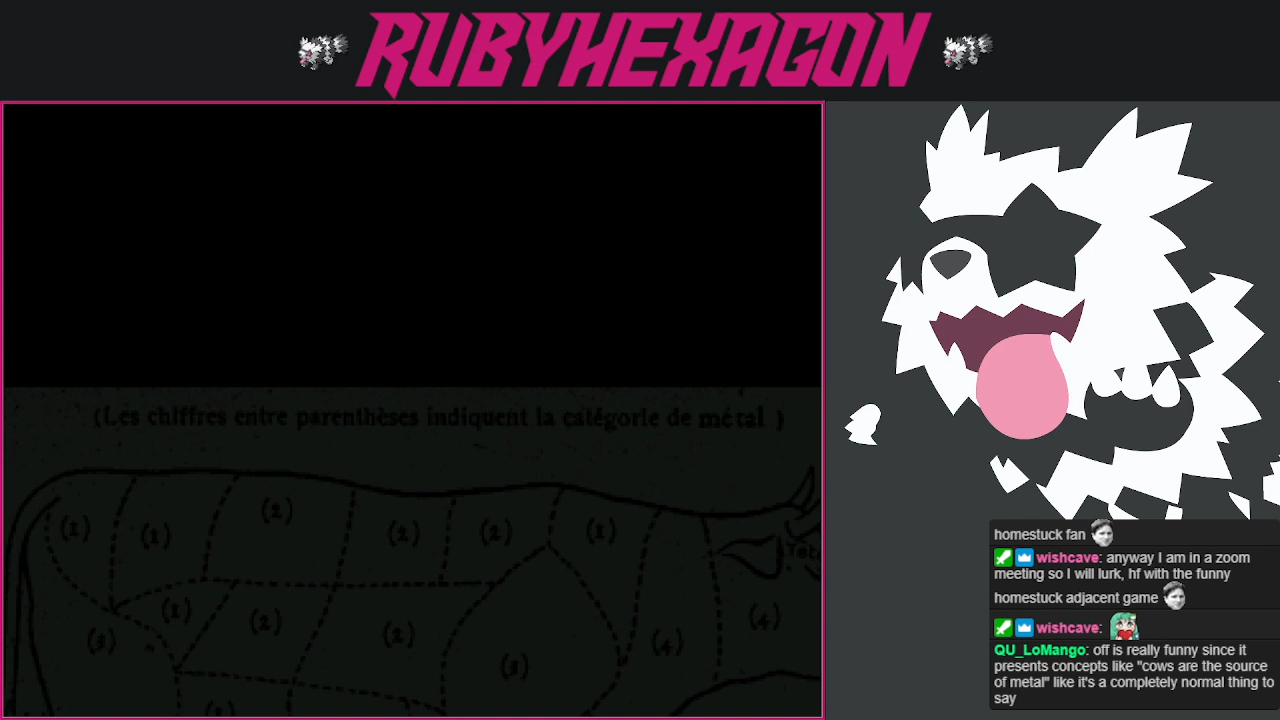 RUBYHEXAGON
(Les chiffres entre parenthèses indiquent la catégorie de métal )
(1) (1) (2) (2) (2) (1)
(1) (2) (2) (4) (4)
(3) (3)
homestuck fan
wishcave: anyway I am in a zoom
meeting so I will lurk, hf with the funny
homestuck adjacent game
wishcave:
QU_LoMango: off is really funny since it
presents concepts like "cows are the source
of metal" like it's a completely normal thing to
say